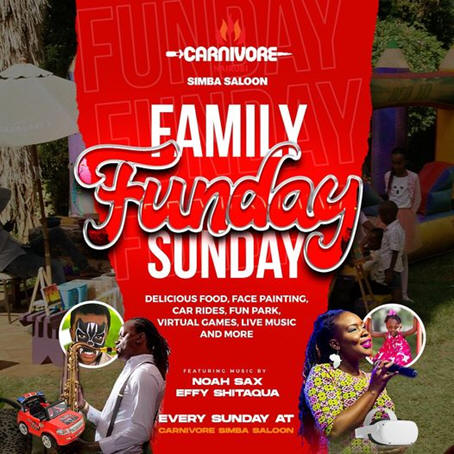 FUNDAY
FUNDAY
CARNIVORE
SIMBA SALOON
FAMILY
Funday
SUNDAY
DELICIOUS FOOD, FACE PAINTING,
CAR RIDES, FUN PARK,
VIRTUAL GAMES, LIVE MUSIC
AND MORE
FEATURING MUSIC BY
NOAH SAX
EFFY SHITAQUA
EVERY SUNDAY AT
CARNIVORE SIMBA SALOON